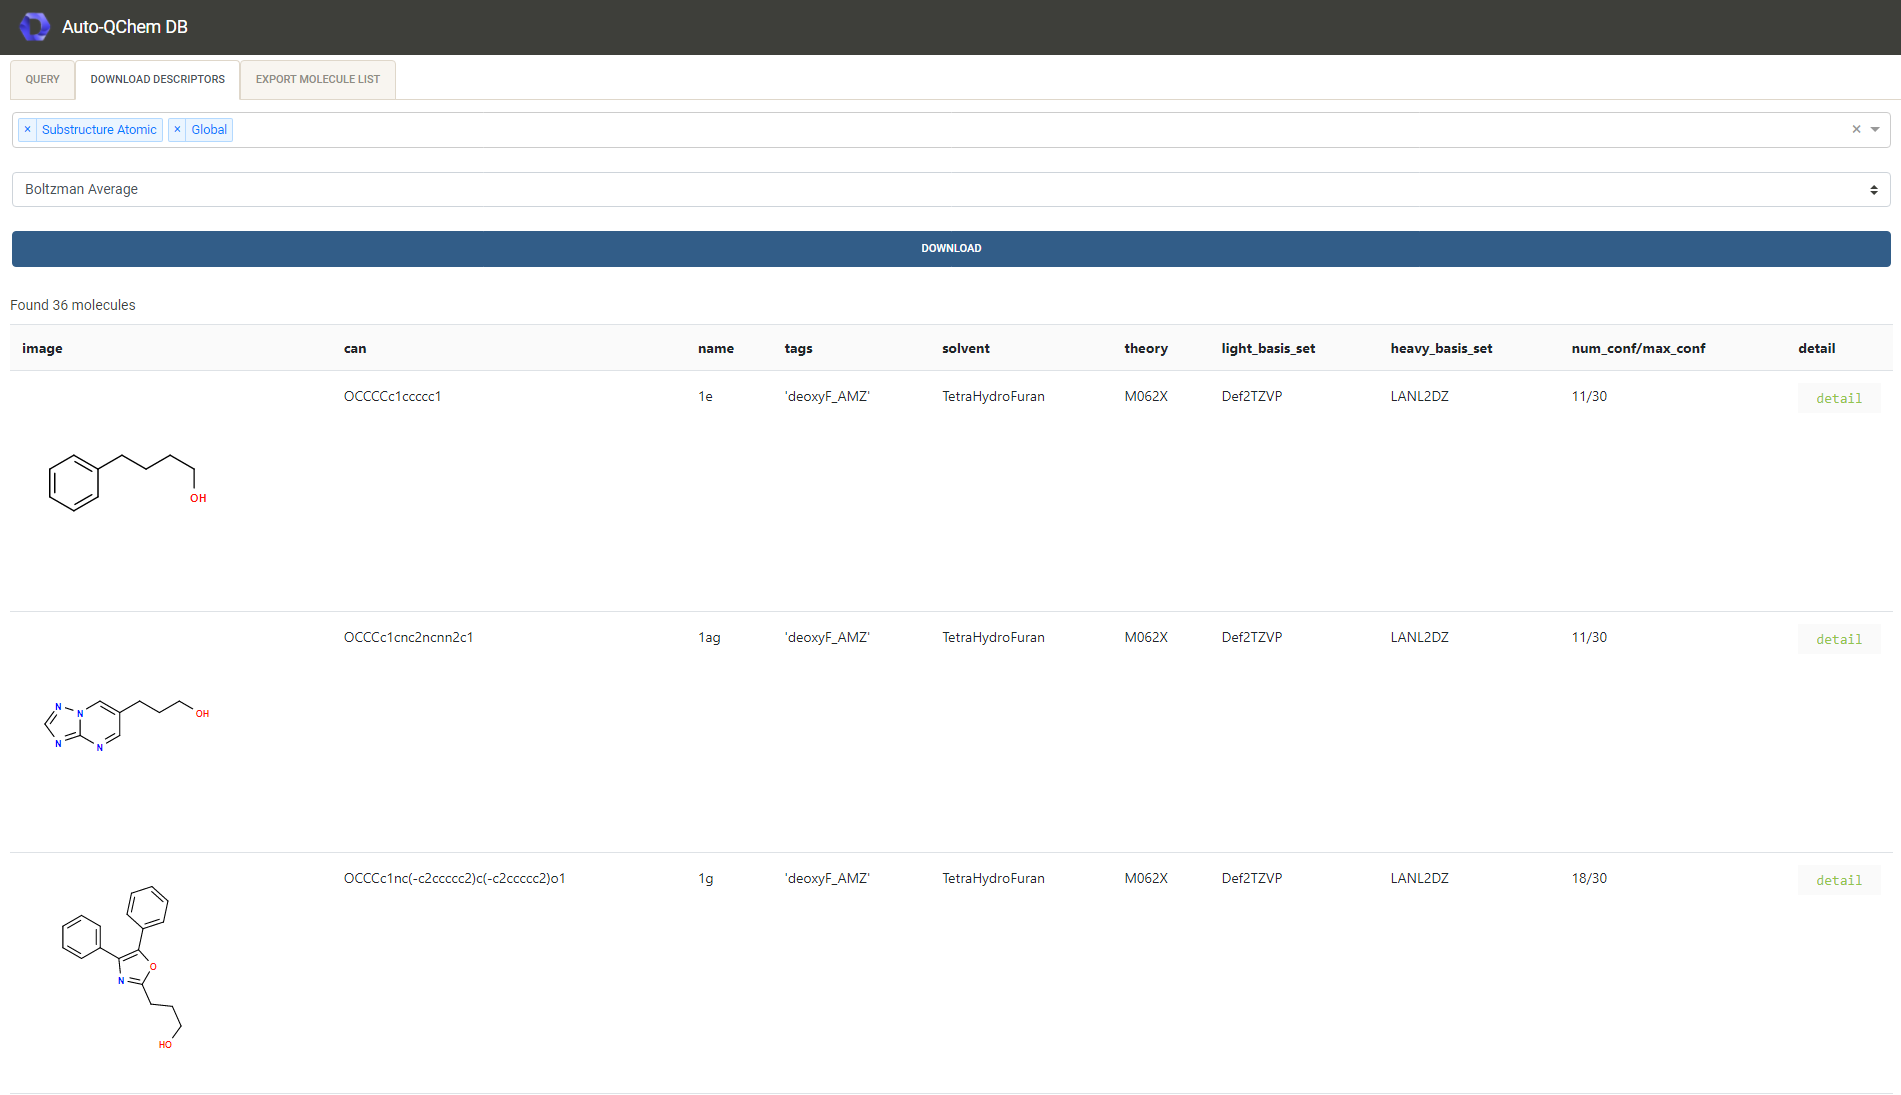 Auto-QChem DB
QUERY DOWNLOAD DESCRIPTORS EXPORT MOLECULE LIST
× Substructure Atomic × Global × 
Boltzman Average
DOWNLOAD
Found 36 molecules
image can name tags solvent theory light_basis_set heavy_basis_set num_conf/max_conf detail
OCCCCc1ccccc1 1e 'deoxyF_AMZ' TetraHydroFuran M062X Def2TZVP LANL2DZ 11/30 detail
OH
OCCCc1cnc2ncnn2c1 1ag 'deoxyF_AMZ' TetraHydroFuran M062X Def2TZVP LANL2DZ 11/30 detail
N N OH
N N
OCCCc1nc(-c2ccccc2)c(-c2ccccc2)o1 1g 'deoxyF_AMZ' TetraHydroFuran M062X Def2TZVP LANL2DZ 18/30 detail
O
N
HO